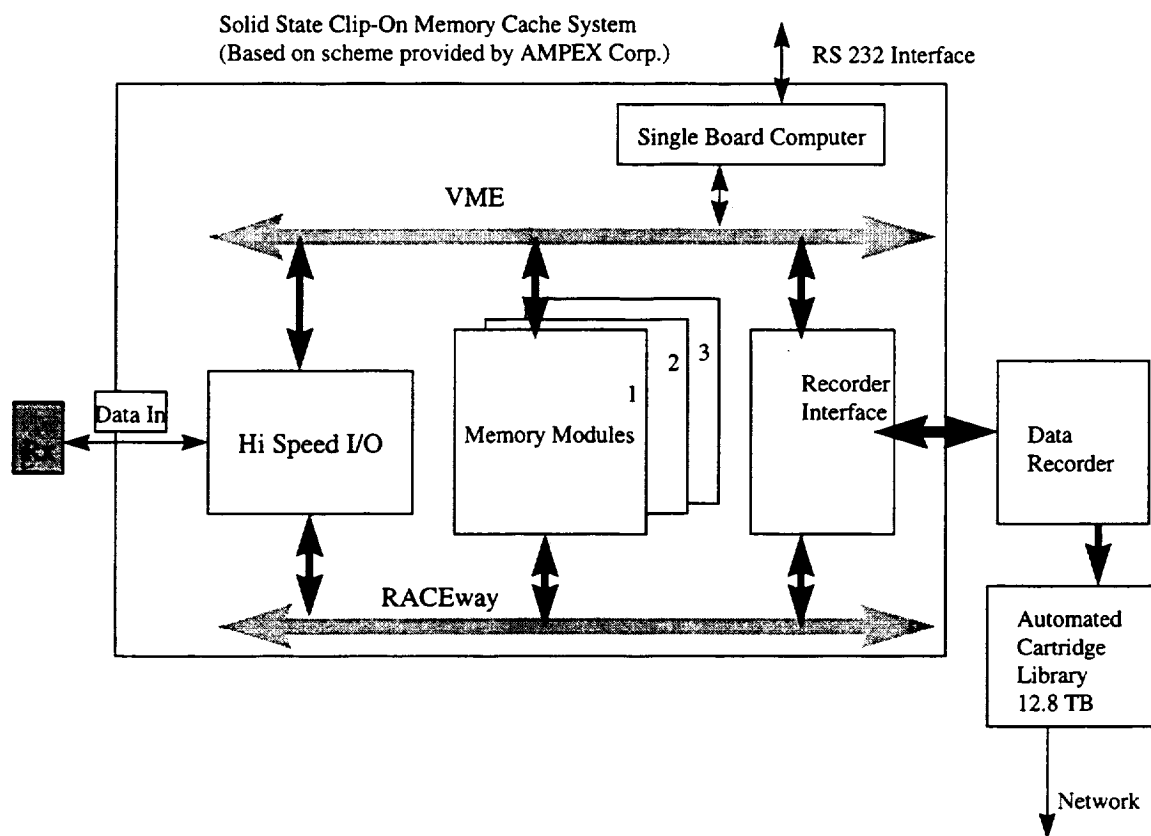 Solid State Clip-On Memory Cache System
(Based on scheme provided by AMPEX Corp.)
RS 232 Interface
Single Board Computer
VME
3
2
1
Data In
Rx
Hi Speed I/O
Memory Modules
Recorder
Interface
Data
Recorder
RACEway
Automated
Cartridge
Library
12.8 TB
Network